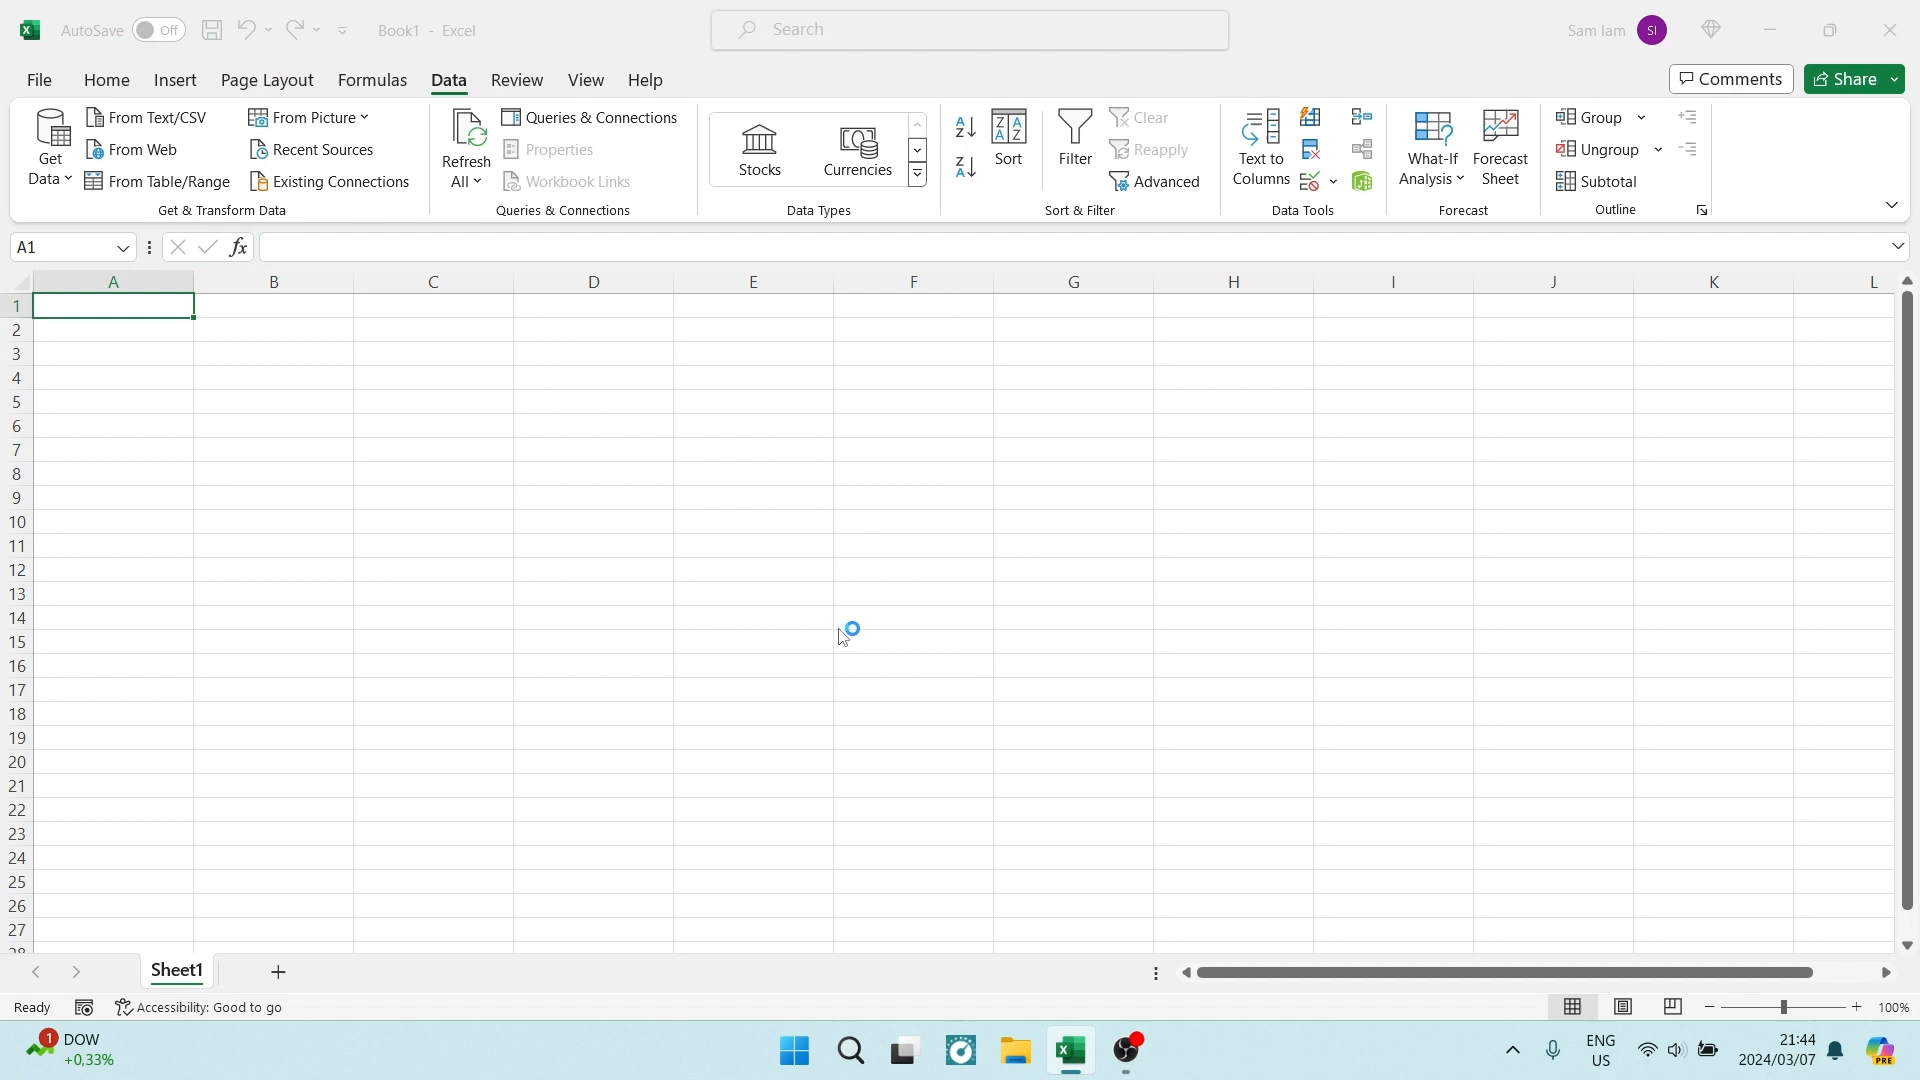 AutoSave Off Book1 - Excel Search Sam Iam SI
File Home Insert Page Layout Formulas Data Review View Help Comments Share
Get Data
From Text/CSV
From Web
From Table/Range
From Picture
Recent Sources
Existing Connections
Get & Transform Data
Refresh All
Queries & Connections
Properties
Workbook Links
Queries & Connections
Stocks
Currencies
Data Types
Sort
Filter
Clear
Reapply
Advanced
Sort & Filter
Text to
Columns
Data Tools
What-If
Analysis
Forecast
Sheet
Forecast
Group
Ungroup
Subtotal
Outline
A1 fx
A B C D E F G H I J K L
1
2
3
4
5
6
7
8
9
10
11
12
13
14
15
16
17
18
19
20
21
22
23
24
25
26
27
28
Sheet1
Ready Accessibility: Good to go 100%
1 DOW
+0,33%
ENG
US
21:44
2024/03/07
PRE